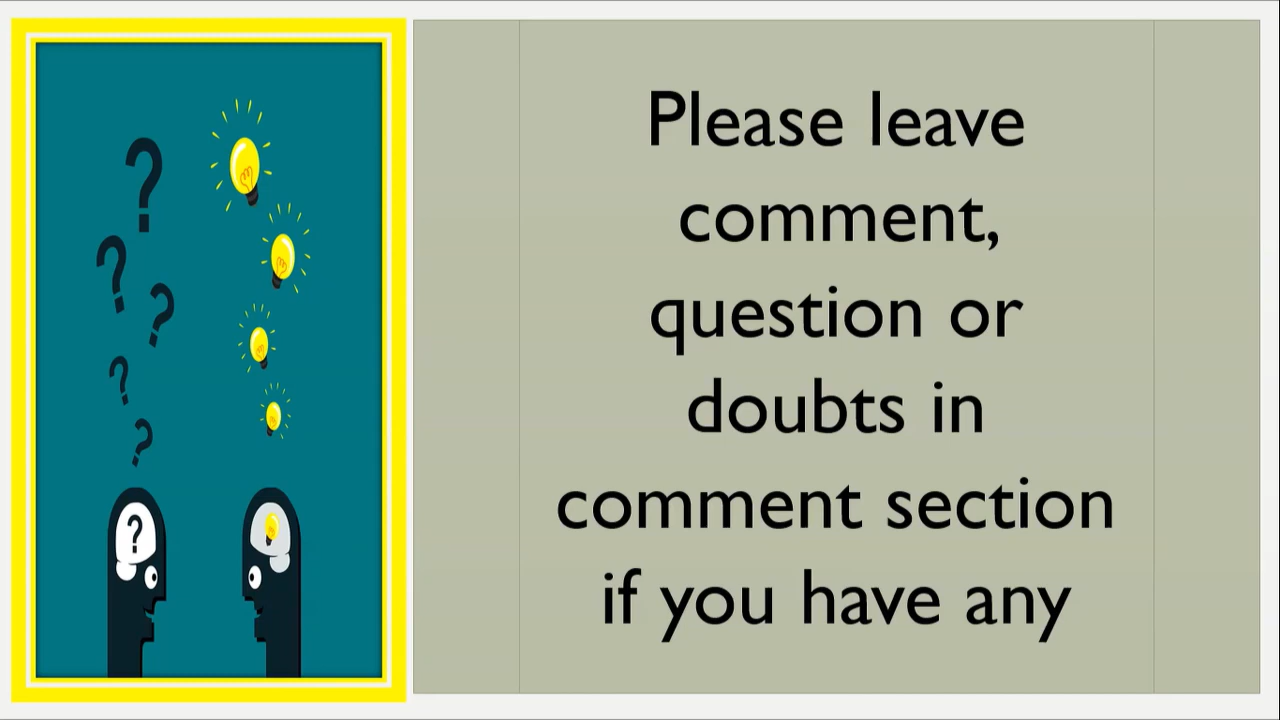 Please leave
comment,
question or
doubts in
comment section
if you have any